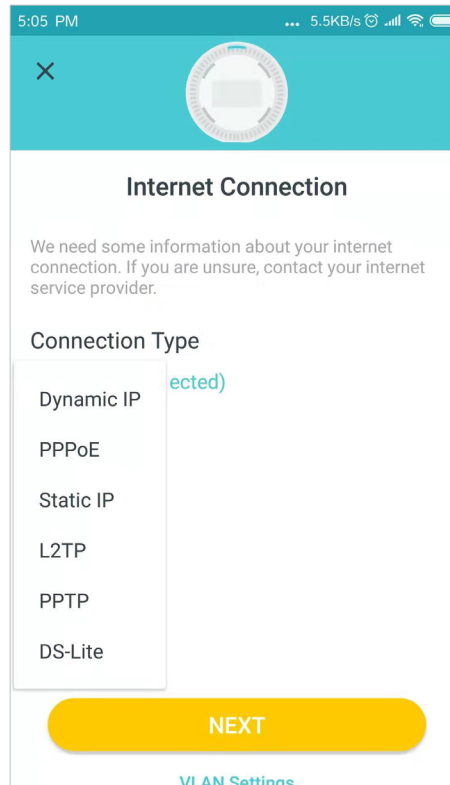 5:05 PM
... 5.5KB/s
Internet Connection
We need some information about your internet
connection. If you are unsure, contact your internet
service provider.
Connection Type
ected)
Dynamic IP
PPPoE
Static IP
L2TP
PPTP
DS-Lite
NEXT
VLAN Settings